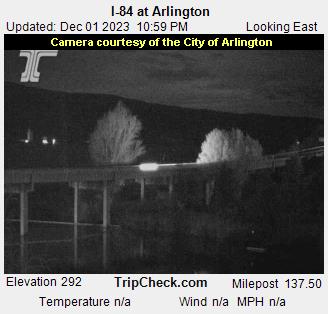 I-84 at Arlington
Updated: Dec 01 2023 10:59 PM Looking East
Camera courtesy of the City of Arlington
Elevation 292 TripCheck.com Milepost 137.50
Temperature n/a Wind n/a MPH n/a